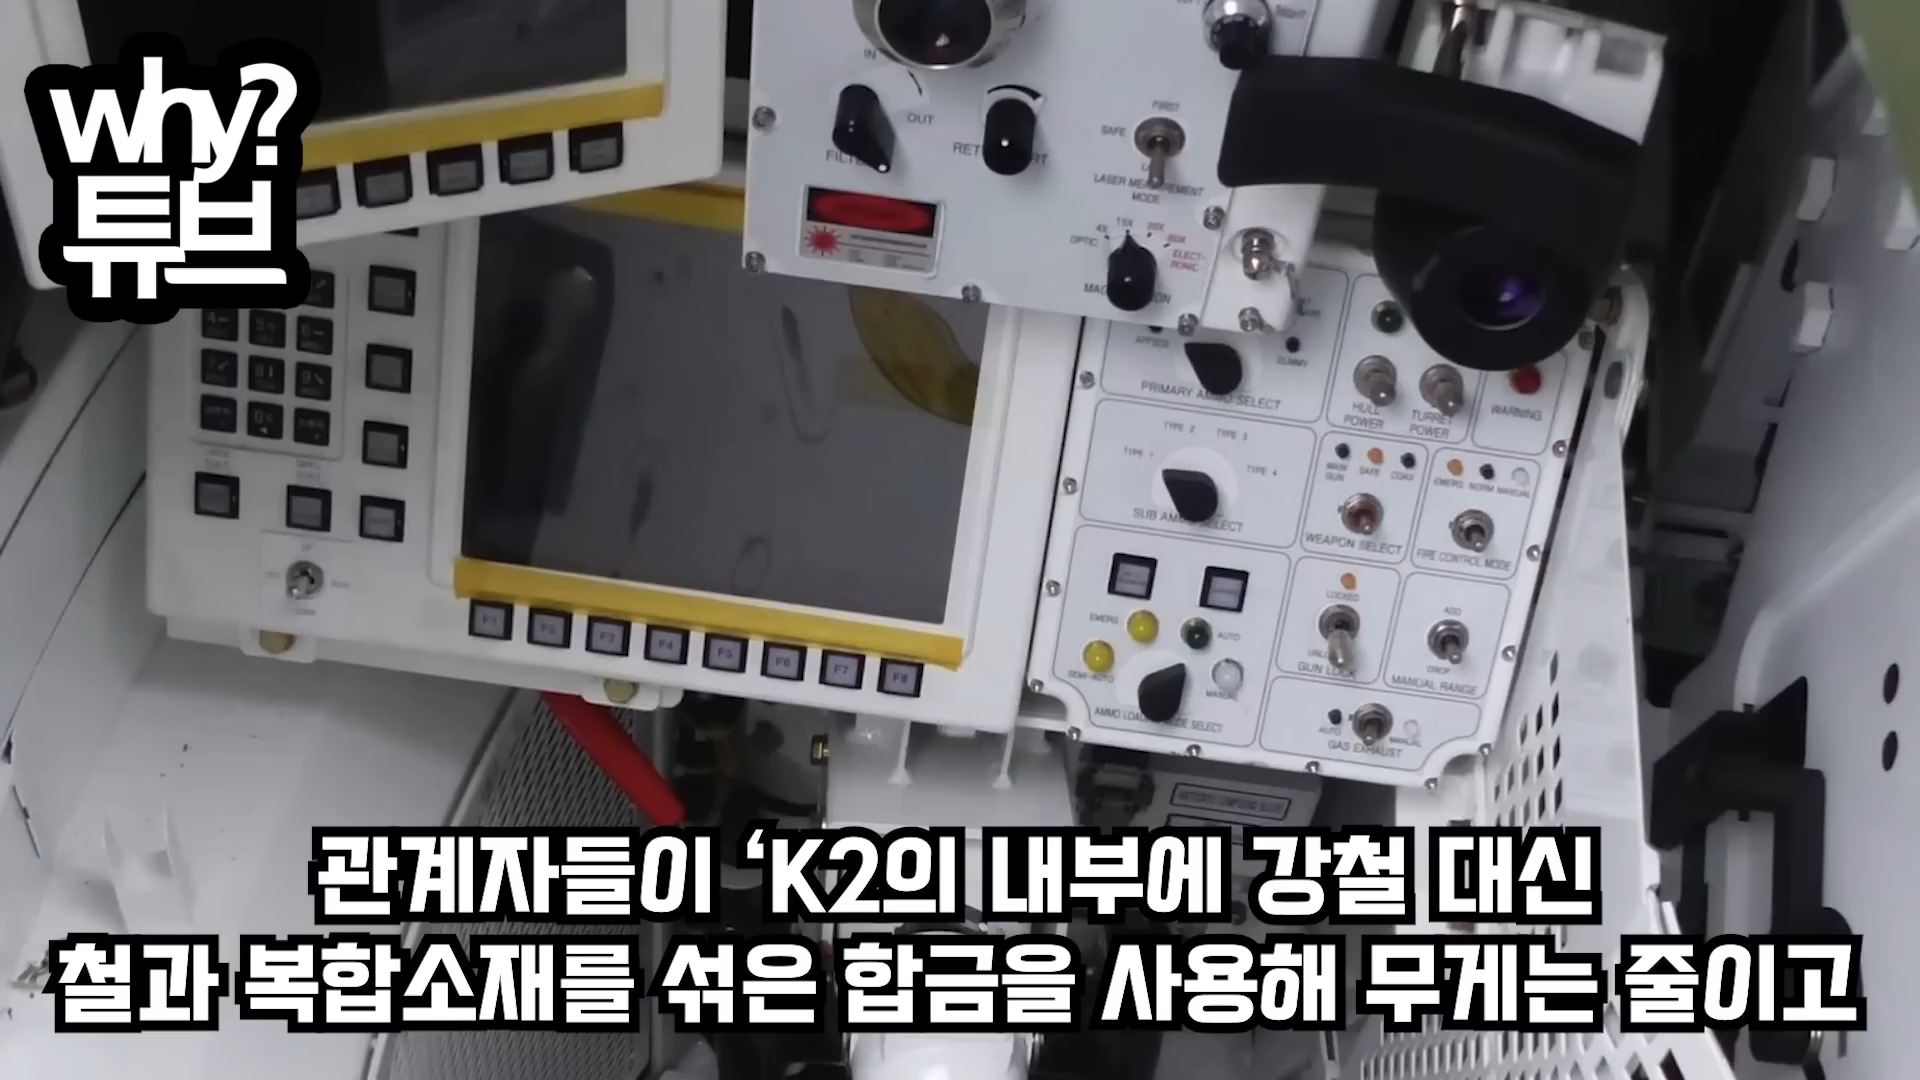 why?
튜브
IN
OUT
RIGHT
FIRST
SAFE
LASER MEASUREMENT
MODE
4X 15X 30X 60X
OPTIC
ELECT-
RONIC
DUMMY
PRIMARY AMMO SELECT
HULL
POWER
TURRET
POWER
WARNING
TYPE 1 TYPE 2 TYPE 3 TYPE 4
SUB AMMO SELECT
MAIN
GUN
SAFE
COAX
WEAPON SELECT
EMERG NORM MANUAL
FIRE CONTROL MODE
LOCKED
GUN LOCK
ADD
DROP
MANUAL RANGE
EMERG
AUTO
SEMI-AUTO
MANUAL
MODE SELECT
AUTO
MANUAL
GAS EXHAUST
F1 F2 F3 F4 F5 F6 F7 F8
관계자들이 ‘K2의 내부에 강철 대신
철과 복합소재를 섞은 합금을 사용해 무게는 줄이고